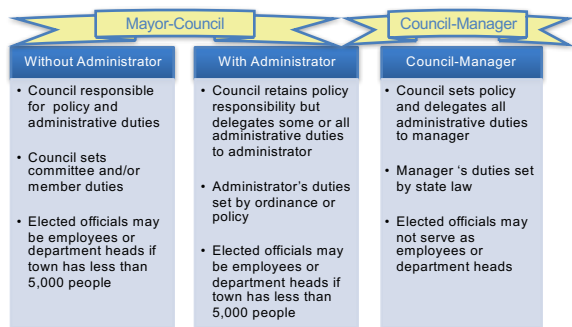 Mayor-Council
Council-Manager
Without Administrator
• Council responsible
for policy and
administrative duties
• Council sets
committee and/or
member duties
• Elected officials may
be employees or
department heads if
town has less than
5,000 people
With Administrator
• Council retains policy
responsibility but
delegates some or all
administrative duties
to administrator
• Administrator's duties
set by ordinance or
policy
• Elected officials may
be employees or
department heads if
town has less than
5,000 people
Council-Manager
• Council sets policy
and delegates all
administrative duties
to manager
• Manager 's duties set
by state law
• Elected officials may
not serve as
employees or
department heads